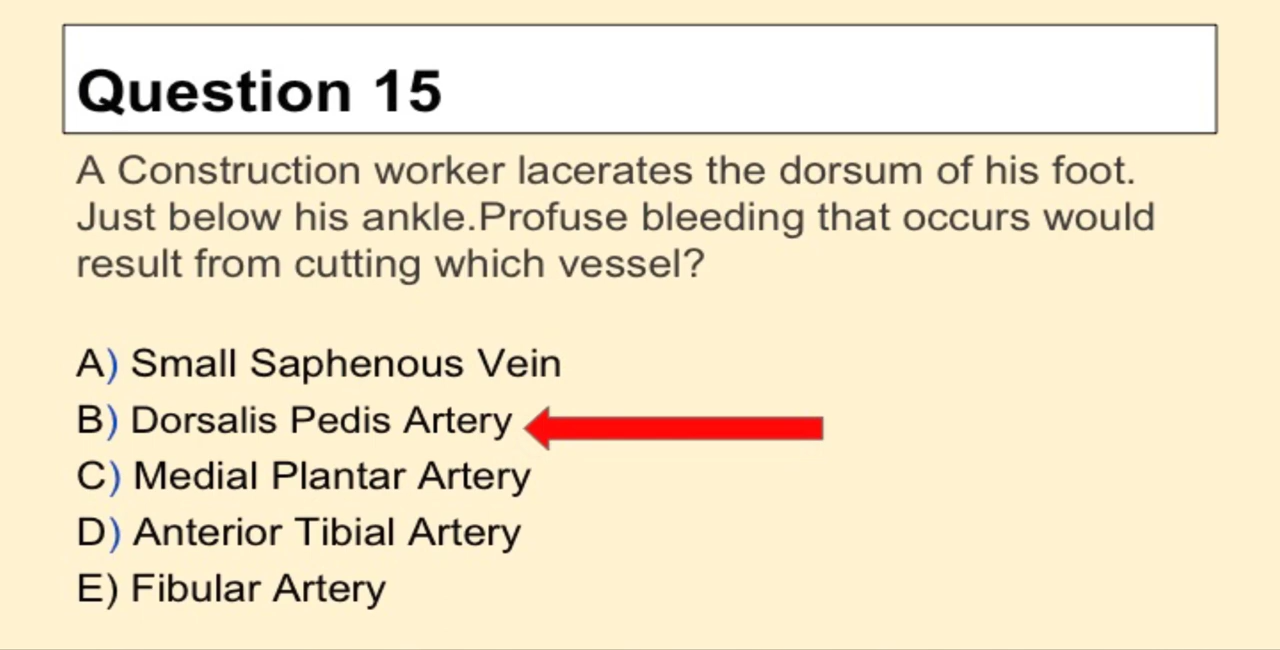 Question 15
A Construction worker lacerates the dorsum of his foot.
Just below his ankle.Profuse bleeding that occurs would
result from cutting which vessel?
A) Small Saphenous Vein
B) Dorsalis Pedis Artery
C) Medial Plantar Artery
D) Anterior Tibial Artery
E) Fibular Artery